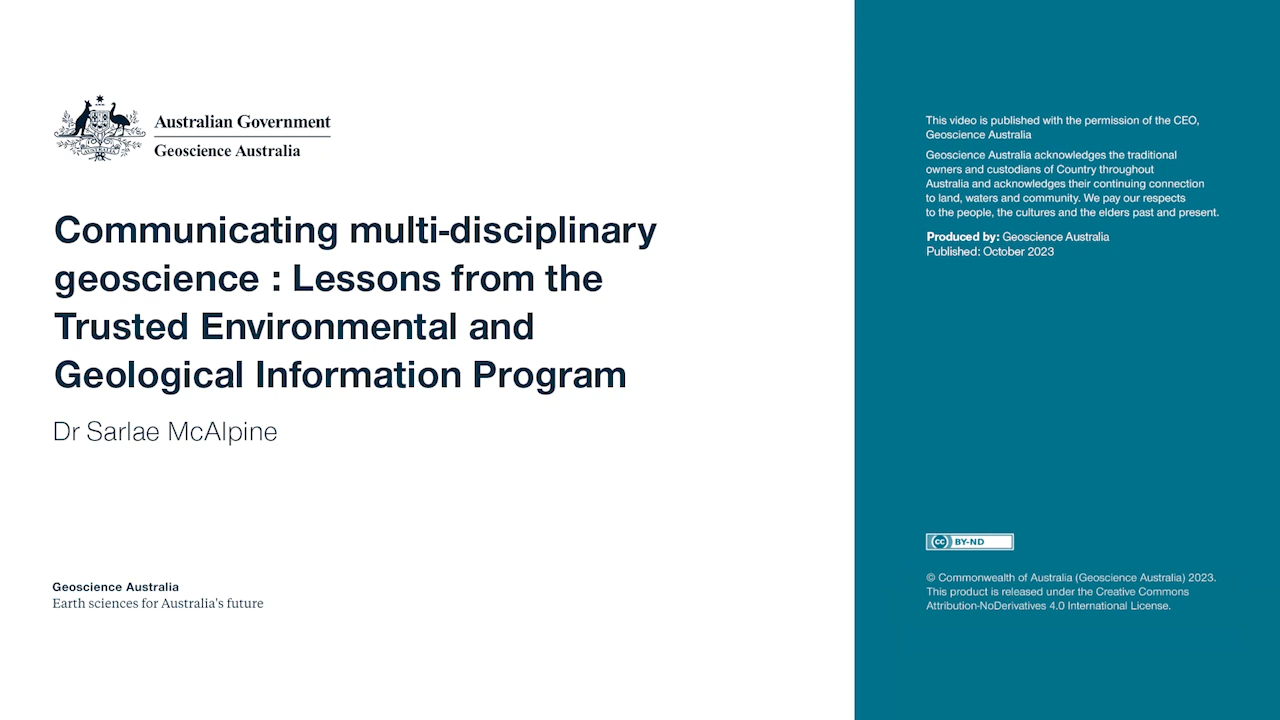 Australian Government
Geoscience Australia
Communicating multi-disciplinary
geoscience : Lessons from the
Trusted Environmental and
Geological Information Program
Dr Sarlae McAlpine
Geoscience Australia
Earth sciences for Australia's future
This video is published with the permission of the CEO,
Geoscience Australia
Geoscience Australia acknowledges the traditional
owners and custodians of Country throughout
Australia and acknowledges their continuing connection
to land, waters and community. We pay our respects
to the people, the cultures and the elders past and present.
Produced by: Geoscience Australia
Published: October 2023
cc BY-ND
© Commonwealth of Australia (Geoscience Australia) 2023.
This product is released under the Creative Commons
Attribution-NoDerivatives 4.0 International License.